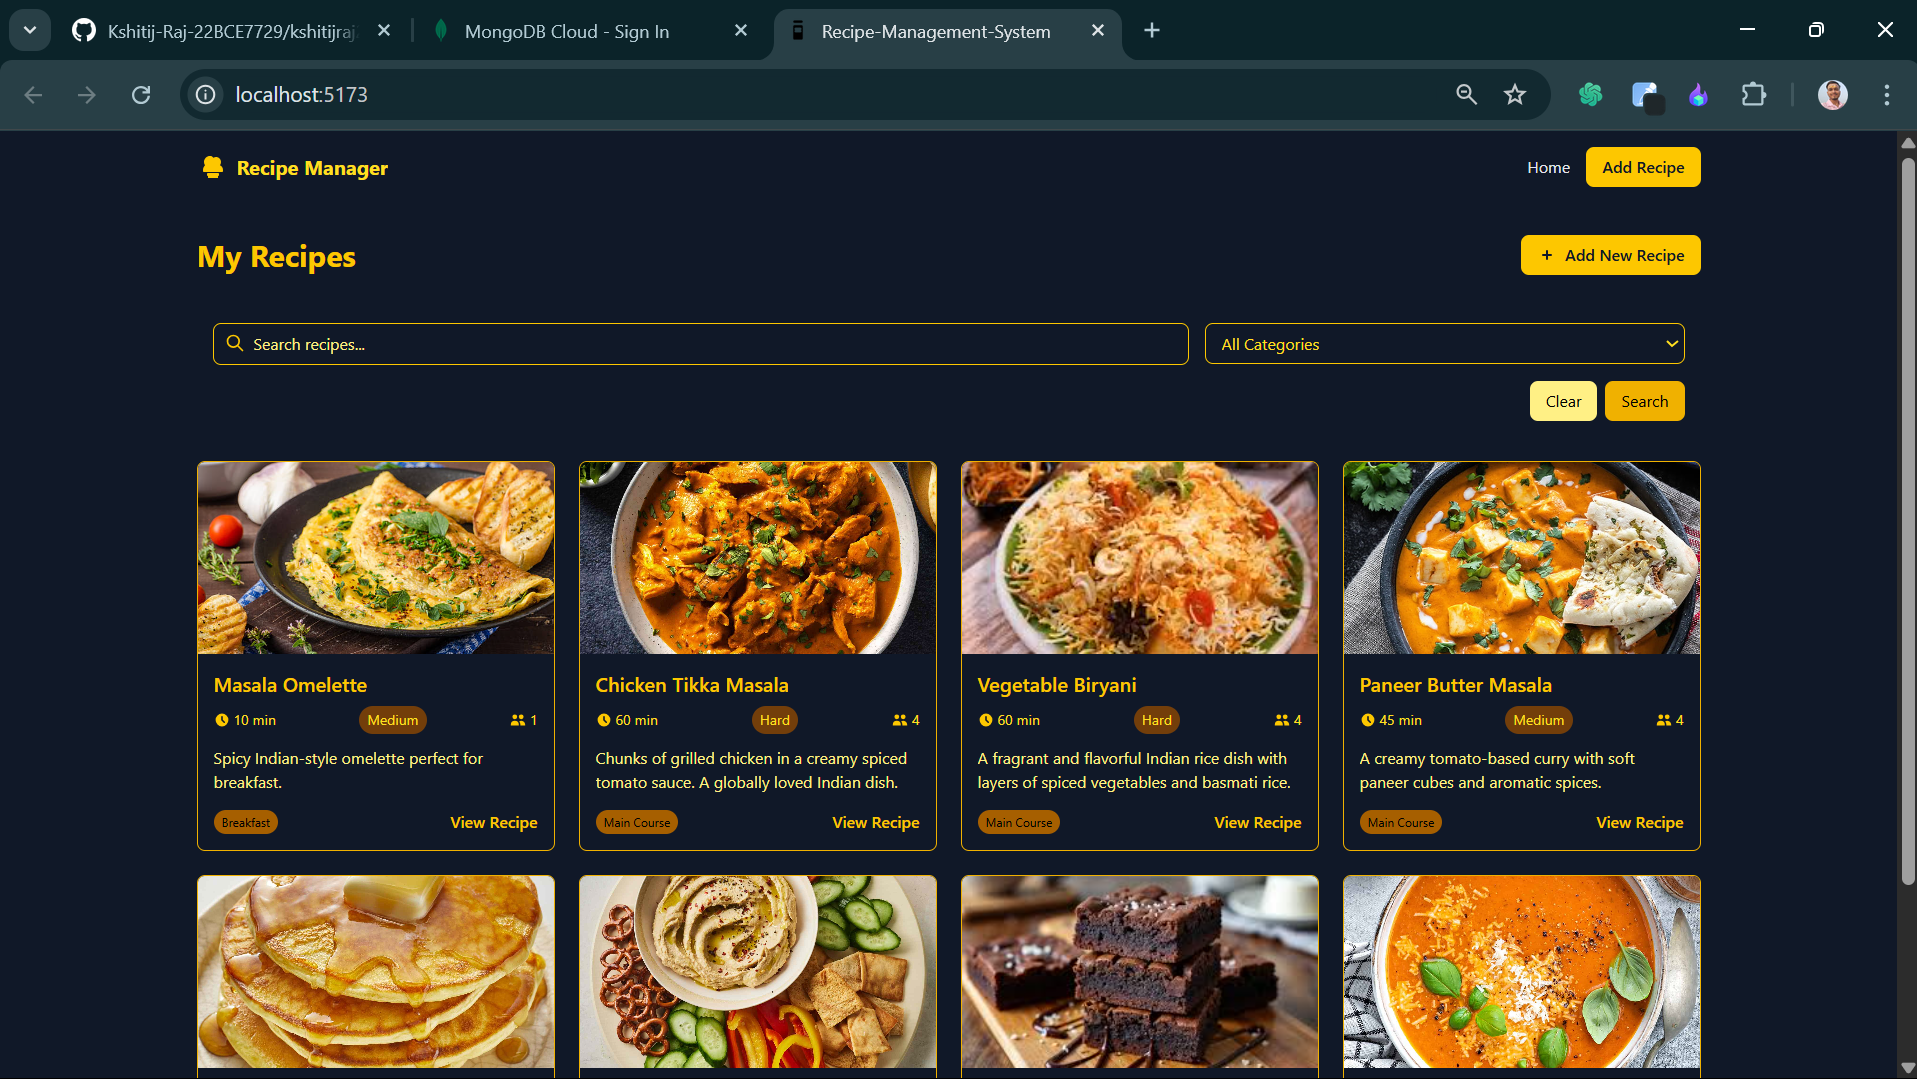 Kshitij-Raj-22BCE7729/kshitijraj
MongoDB Cloud - Sign In
Recipe-Management-System
localhost:5173
Recipe Manager
Home
Add Recipe
My Recipes
+ Add New Recipe
Search recipes...
All Categories
Clear
Search
Masala Omelette
10 min
Medium
1
Spicy Indian-style omelette perfect for
breakfast.
Breakfast
View Recipe
Chicken Tikka Masala
60 min
Hard
4
Chunks of grilled chicken in a creamy spiced
tomato sauce. A globally loved Indian dish.
Main Course
View Recipe
Vegetable Biryani
60 min
Hard
4
A fragrant and flavorful Indian rice dish with
layers of spiced vegetables and basmati rice.
Main Course
View Recipe
Paneer Butter Masala
45 min
Medium
4
A creamy tomato-based curry with soft
paneer cubes and aromatic spices.
Main Course
View Recipe